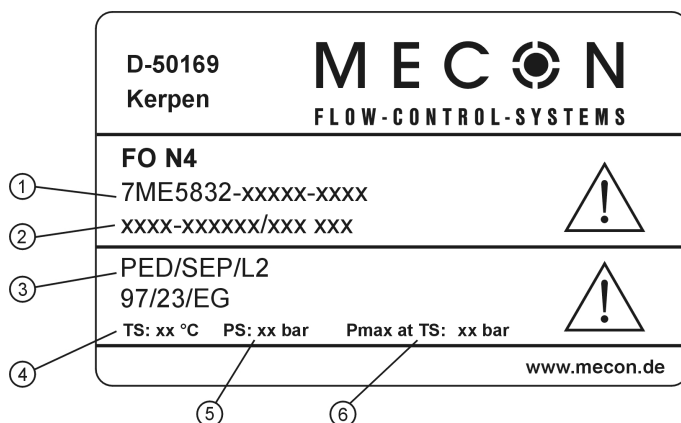 D-50169
Kerpen
MECON
FLOW-CONTROL-SYSTEMS
FO N4
① 7ME5832-xxxxx-xxxx
② xxxx-xxxxxx/xxx xxx
③ PED/SEP/L2
97/23/EG
④ TS: xx °C PS: xx bar Pmax at TS: xx bar
www.mecon.de
⑤ ⑥